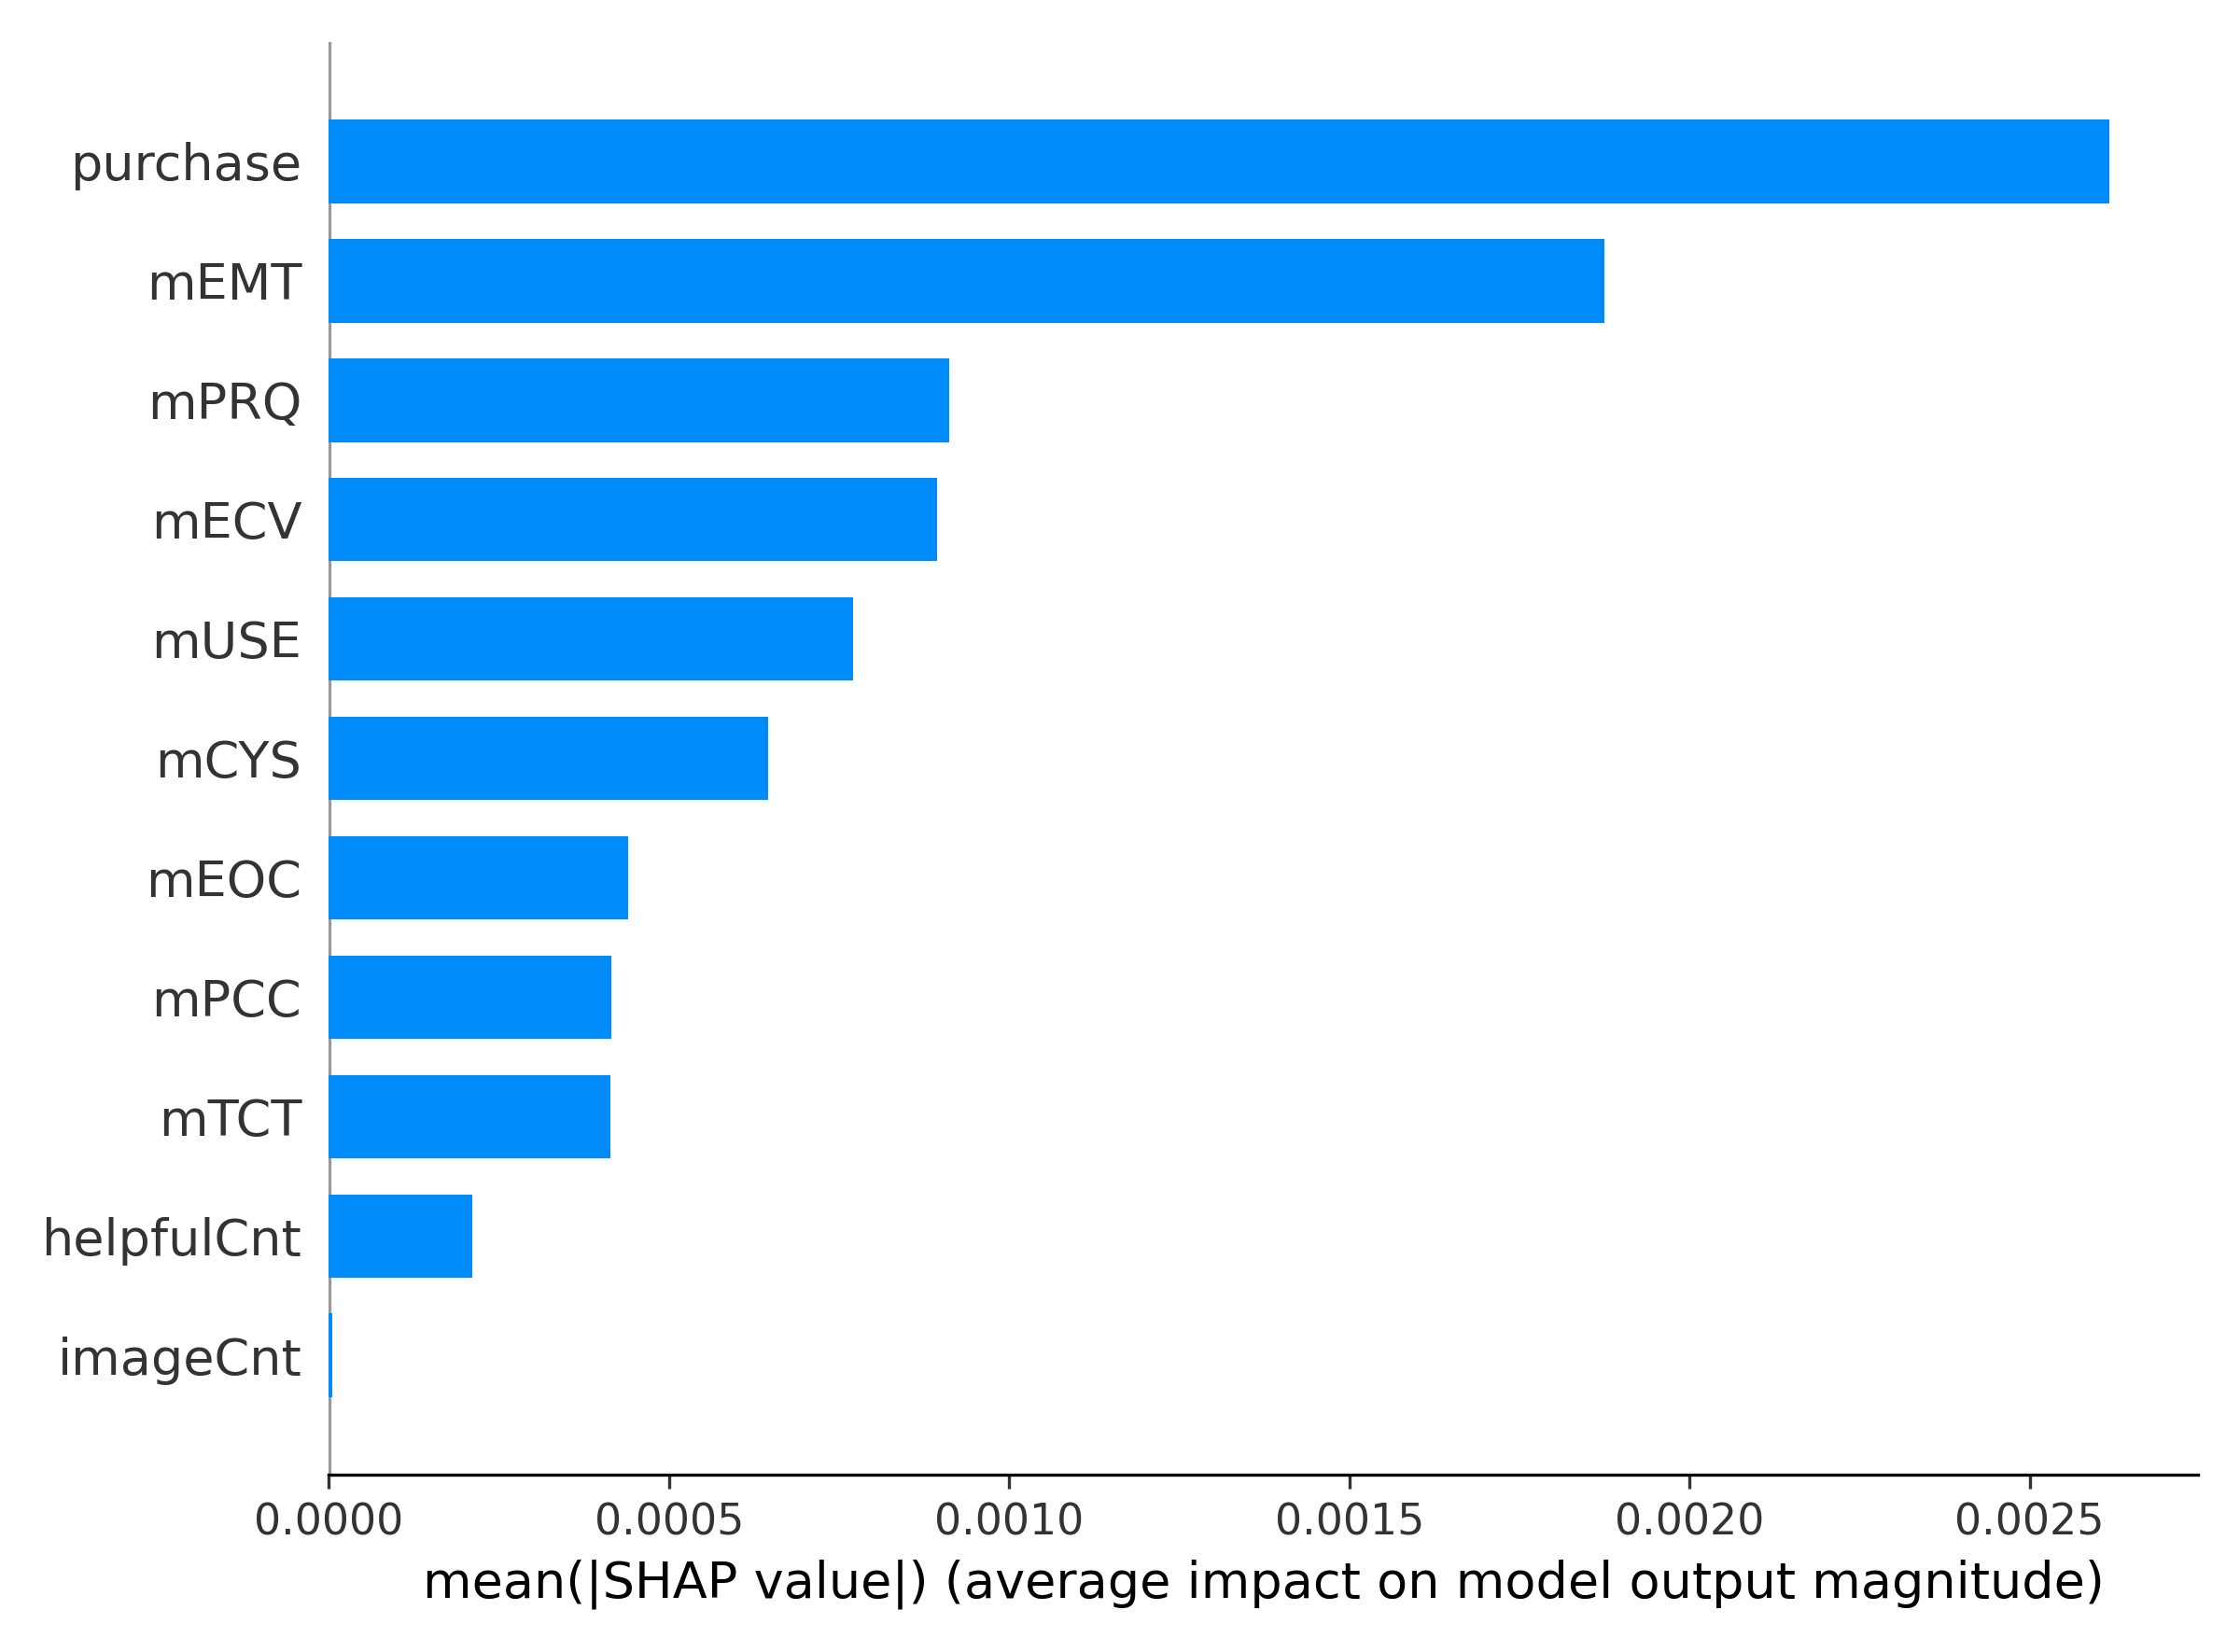 purchase
mEMT
mPRQ
mECV
mUSE
mCYS
mEOC
mPCC
mTCT
helpfulCnt
imageCnt
0.0000 0.0005 0.0010 0.0015 0.0020 0.0025
mean(|SHAP value|) (average impact on model output magnitude)